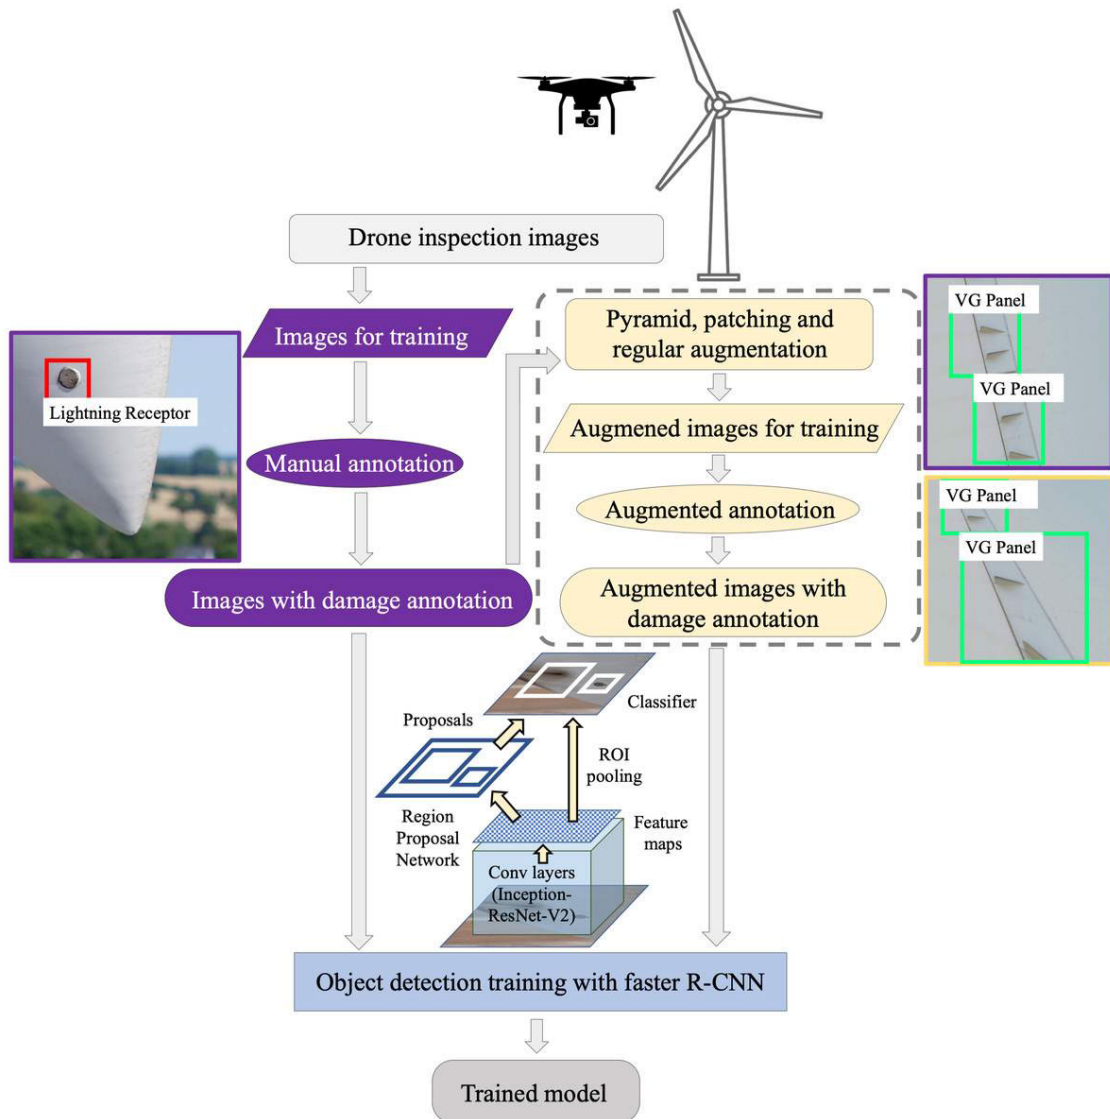 Drone inspection images
Images for training
Lightning Receptor
Manual annotation
Images with damage annotation
Pyramid, patching and
regular augmentation
Augmened images for training
Augmented annotation
Augmented images with
damage annotation
VG Panel
VG Panel
VG Panel
VG Panel
Classifier
Proposals
ROI
pooling
Region
Proposal
Network
Feature
maps
Conv layers
(Inception-
ResNet-V2)
Object detection training with faster R-CNN
Trained model